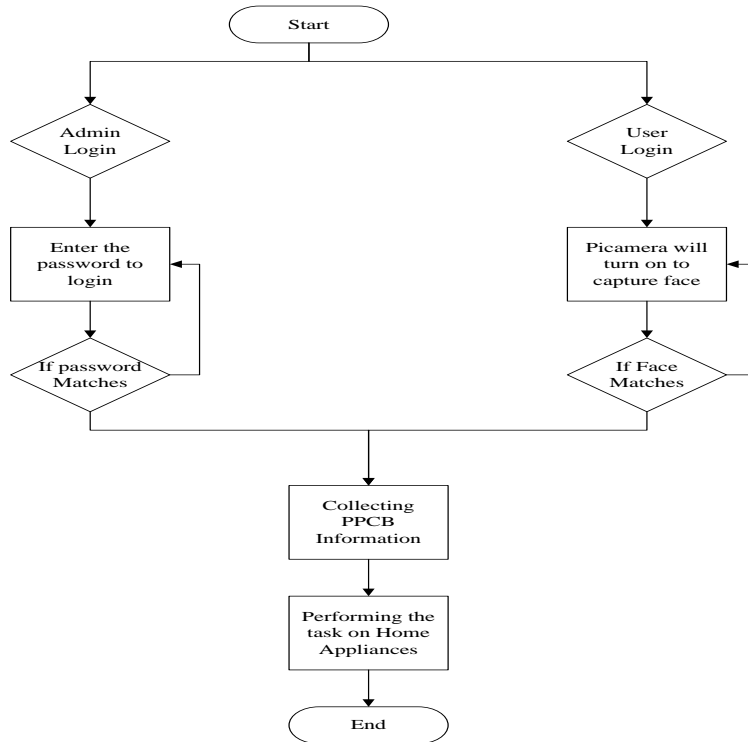 Start
Admin
Login
User
Login
Enter the
password to
login
Picamera will
turn on to
capture face
If password
Matches
If Face
Matches
Collecting
PPCB
Information
Performing the
task on Home
Appliances
End